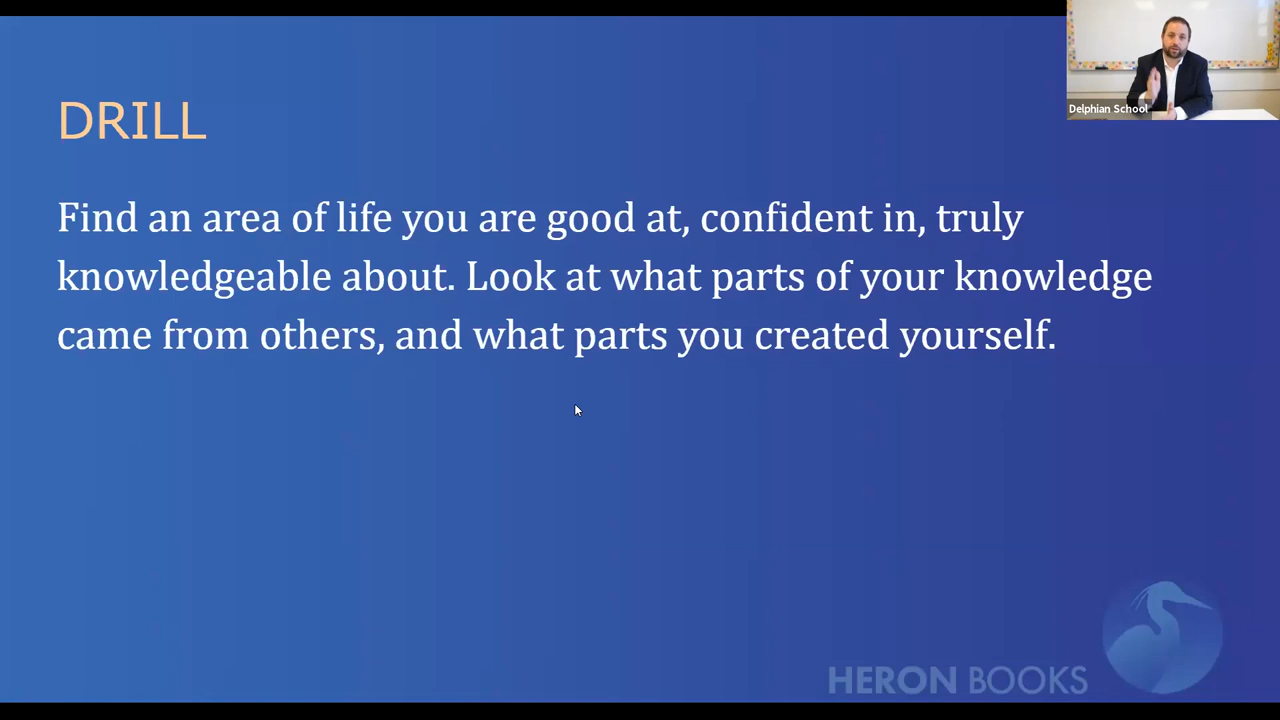 Delphian School
DRILL
Find an area of life you are good at, confident in, truly
knowledgeable about. Look at what parts of your knowledge
came from others, and what parts you created yourself.
HERON BOOKS